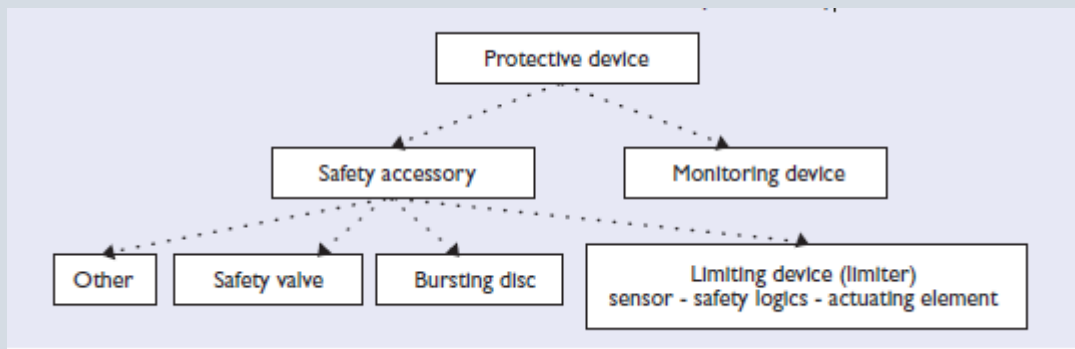 Protective device
Safety accessory
Monitoring device
Other
Safety valve
Bursting disc
Limiting device (limiter)
sensor - safety logics - actuating element